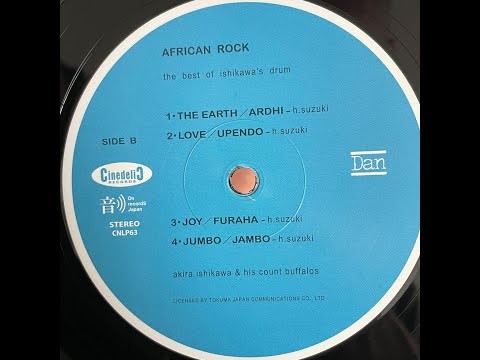 AFRICAN ROCK
the best of ishikawa's drum
1・THE EARTH／ARDHI – h.suzuki
2・LOVE／UPENDO – h.suzuki
SIDE B
Cinedelic
RECORDS
Dan
音
On
records
Japan
3・JOY／FURAHA – h.suzuki
STEREO
CNLP63
4・JUMBO／JAMBO – h.suzuki
akira ishikawa & his count buffalos
LICENSED BY TOKUMA JAPAN COMMUNICATIONS CO., LTD